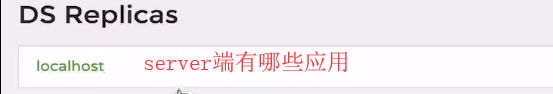 DS Replicas
localhost server端有哪些应用